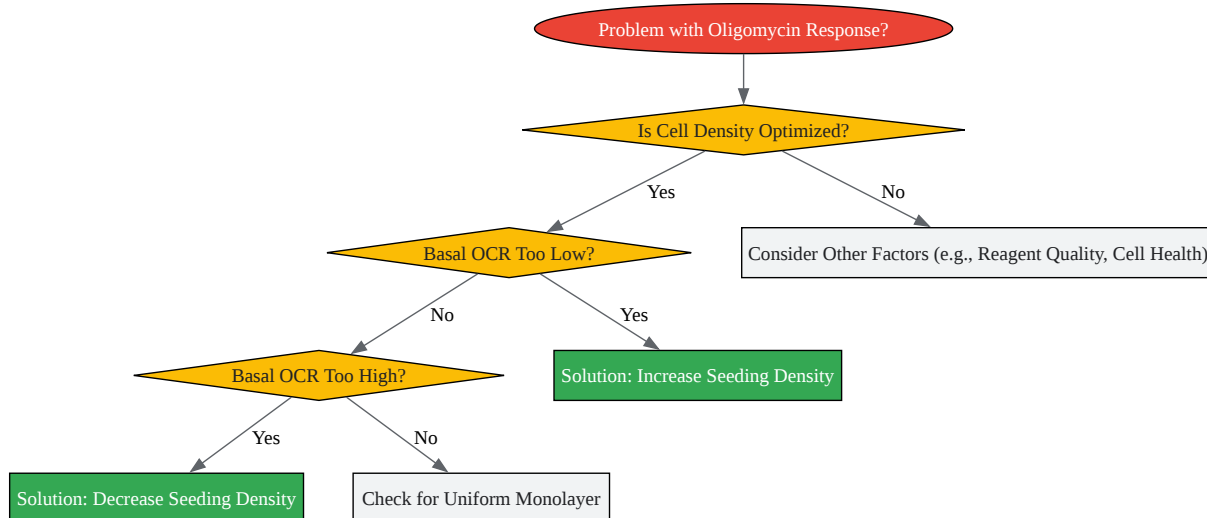 Problem with Oligomycin Response?
Is Cell Density Optimized?
Yes
No
Basal OCR Too Low?
Consider Other Factors (e.g., Reagent Quality, Cell Health)
No
Yes
Basal OCR Too High?
Solution: Increase Seeding Density
Yes
No
Solution: Decrease Seeding Density
Check for Uniform Monolayer